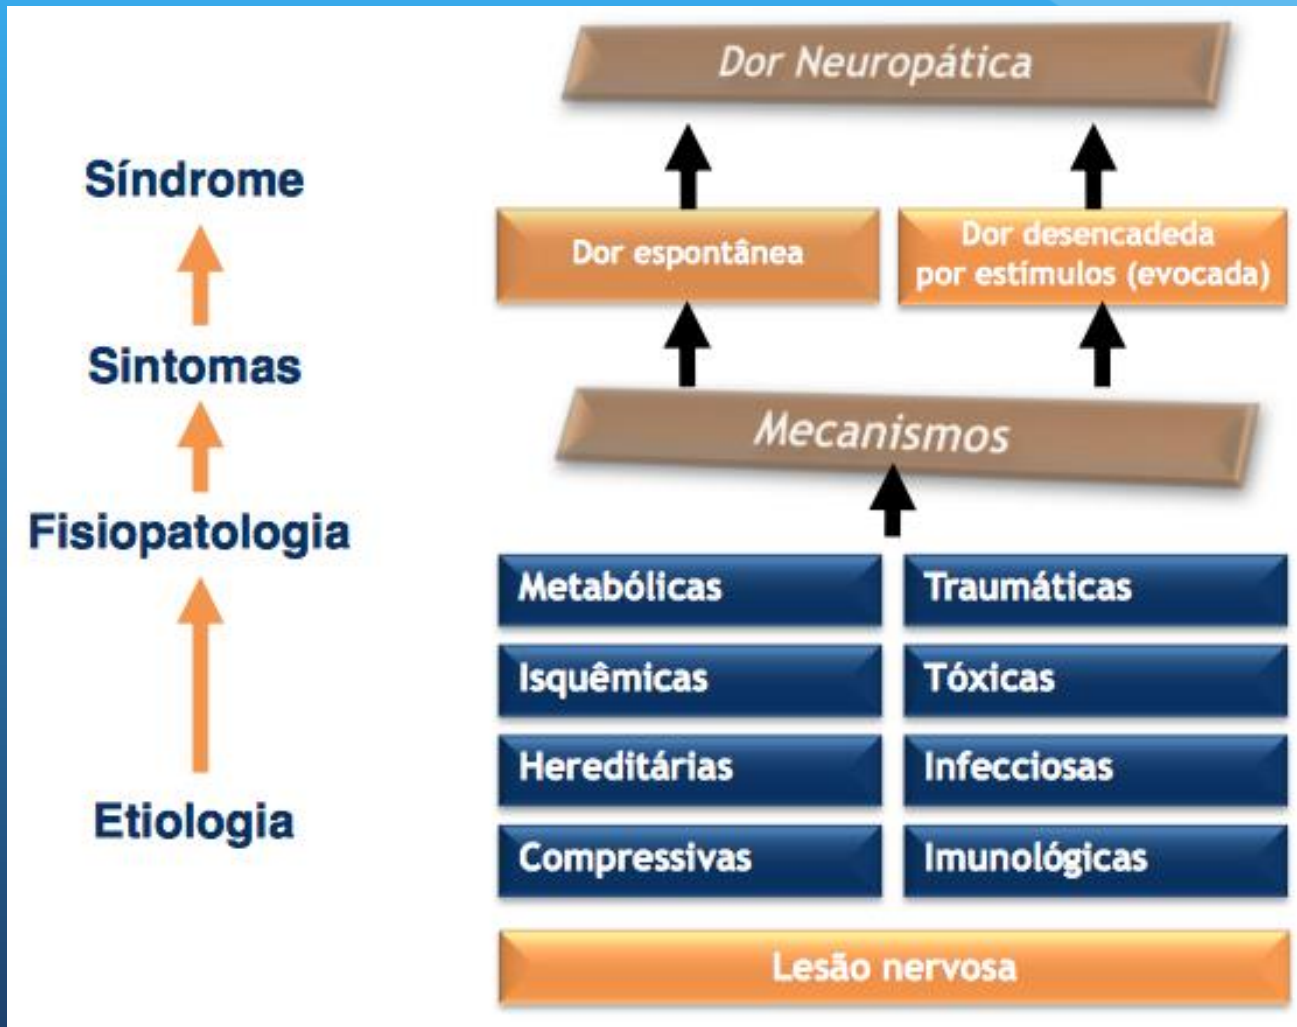 Dor Neuropática
Síndrome
Dor espontânea
Dor desencadeda
por estímulos (evocada)
Sintomas
Mecanismos
Fisiopatologia
Metabólicas
Traumáticas
Isquêmicas
Tóxicas
Hereditárias
Infecciosas
Etiologia
Compressivas
Imunológicas
Lesão nervosa